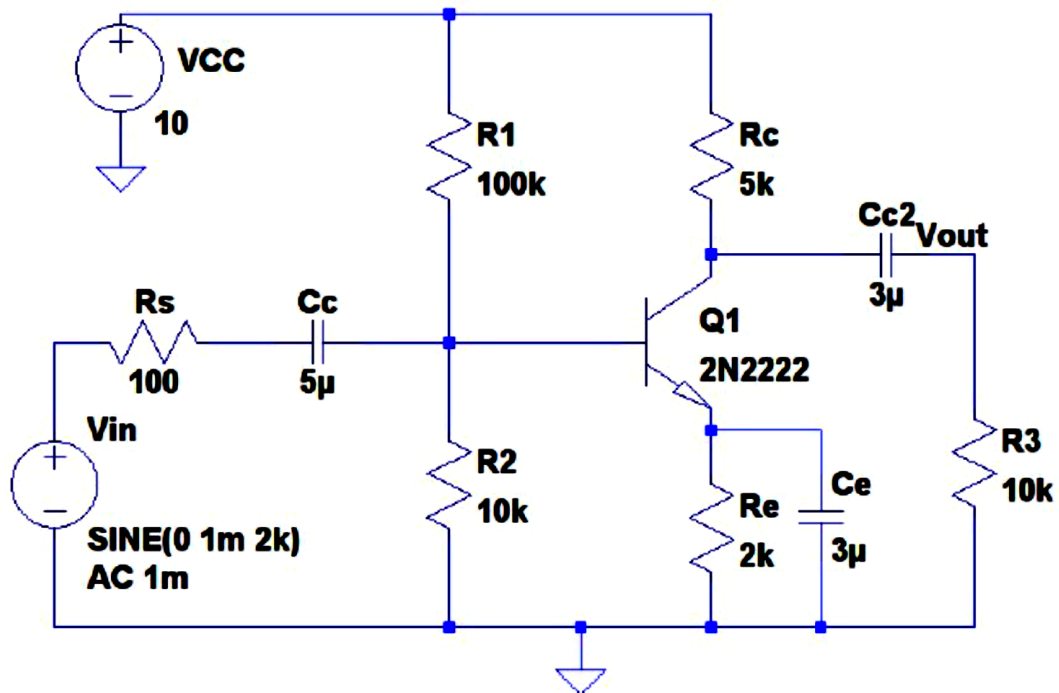 VCC
10
R1
100k
Rc
5k
Cc2
Vout
3µ
Rs
100
Cc
5µ
Q1
2N2222
Vin
SINE(0 1m 2k)
AC 1m
R2
10k
Re
2k
Ce
3µ
R3
10k